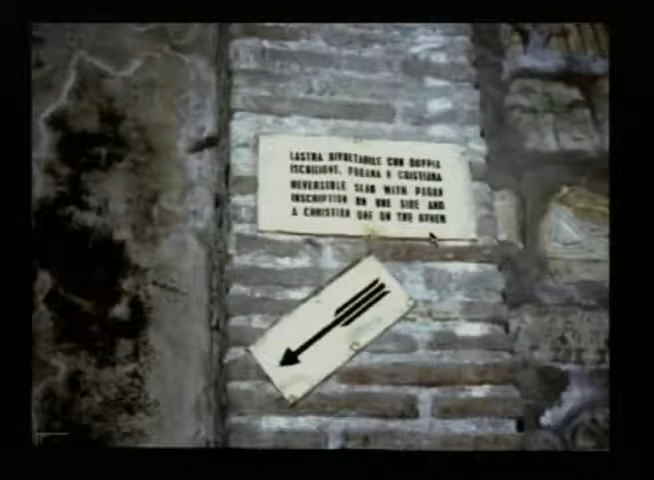 LASTRA RIVOLTABILE CON DOPPIA
ISCRIZIONE, PAGANA E CRISTIANA
REVERSIBLE SLAB WITH PAGAN
INSCRIPTION ON ONE SIDE AND
A CHRISTIAN ONE ON THE OTHER